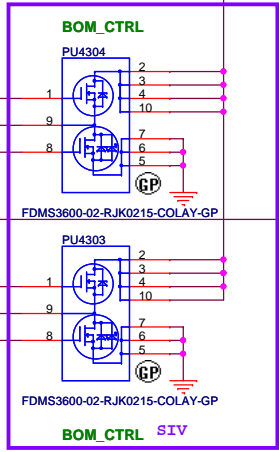 BOM_CTRL
PU4304
2
3
1 4
10
9
7
8 6
5
GP
FDMS3600-02-RJK0215-COLAY-GP
PU4303
2
3
1 4
10
9
7
8 6
5
GP
FDMS3600-02-RJK0215-COLAY-GP
BOM_CTRL SIV